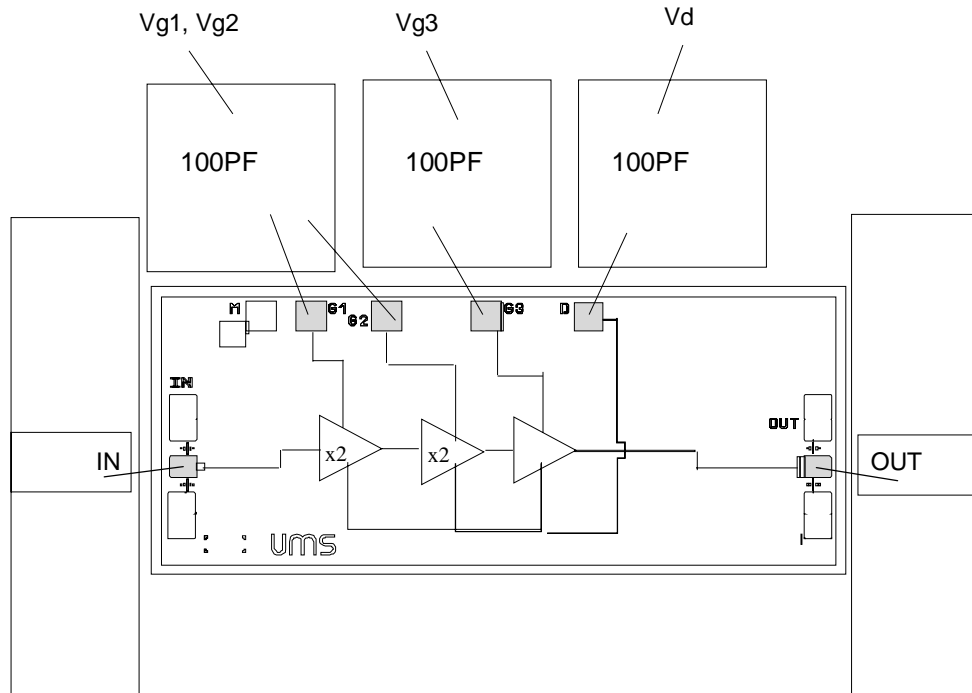 Vg1, Vg2
Vg3
Vd
100PF
100PF
100PF
M
G1
G2
G3
D
IN
OUT
IN
x2
x2
OUT
UMS